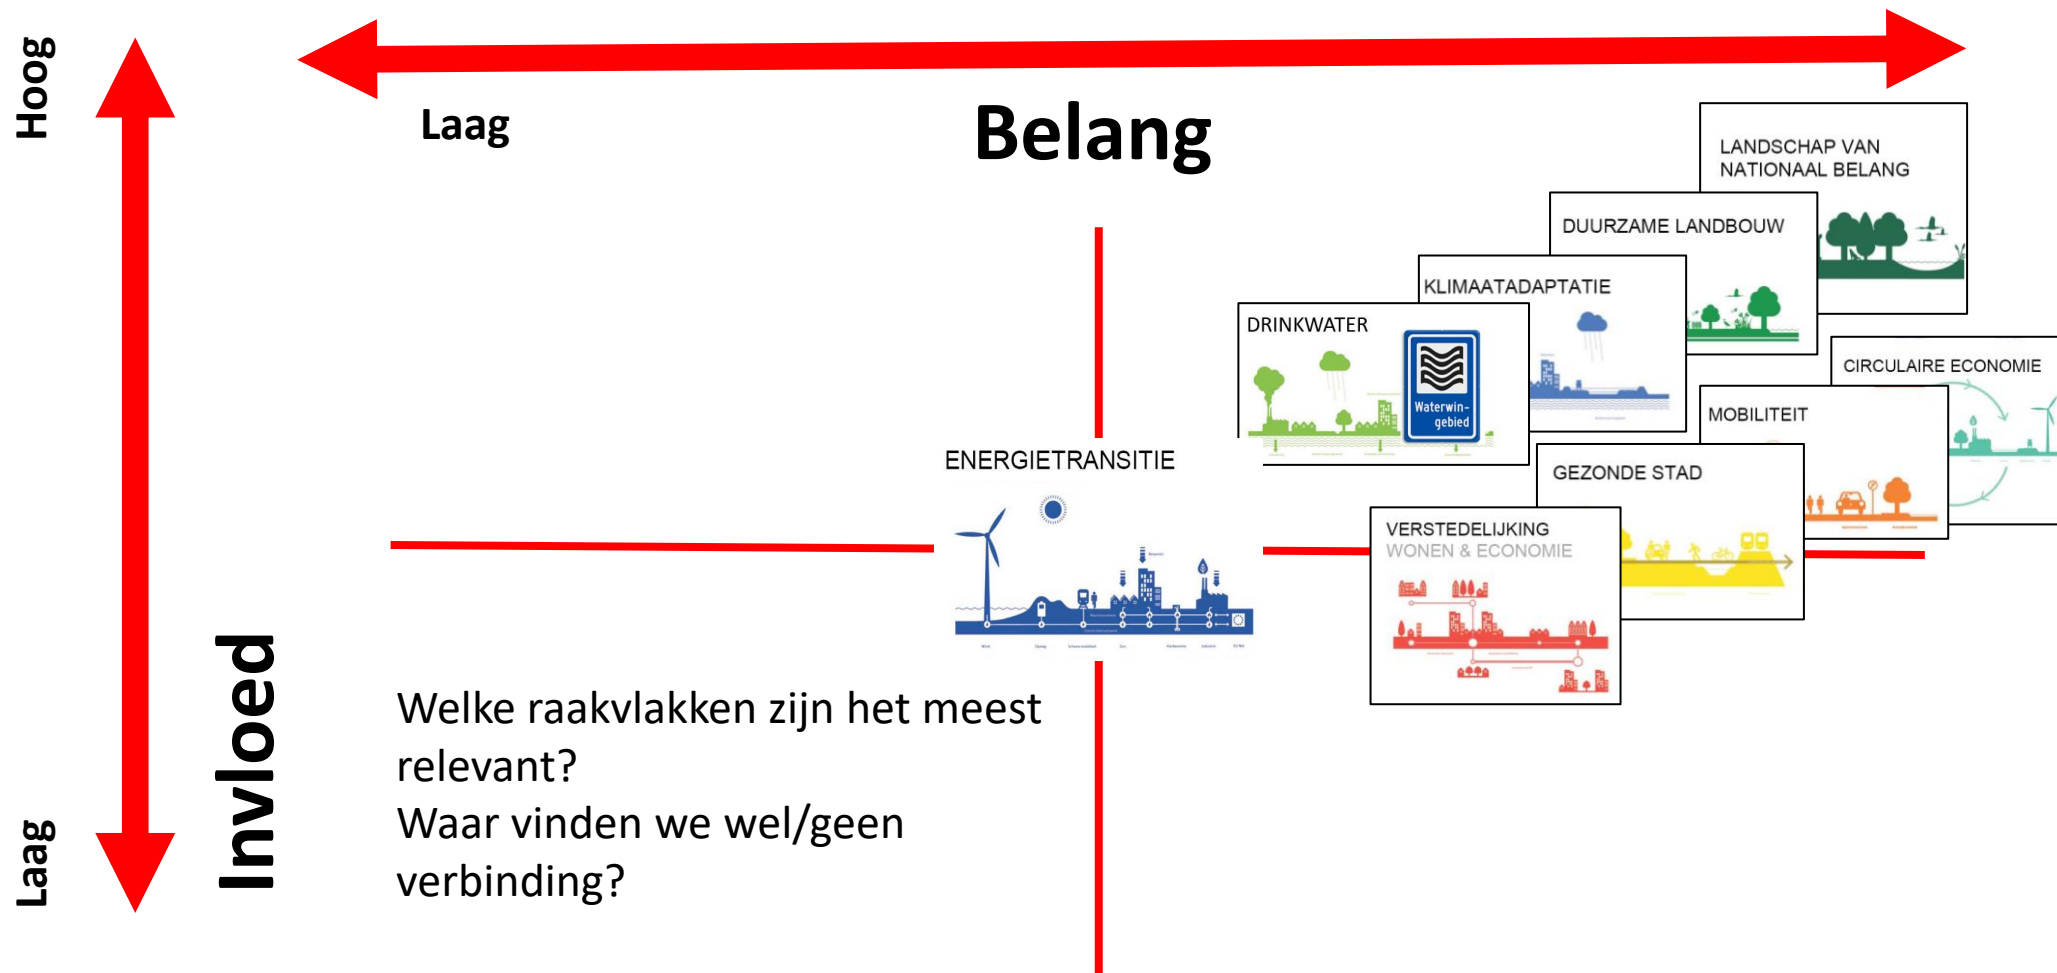 Hoog
Laag
Belang
LANDSCHAP VAN
NATIONAAL BELANG
DUURZAME LANDBOUW
KLIMAATADAPTATIE
DRINKWATER
Waterwin-
gebied
CIRCULAIRE ECONOMIE
MOBILITEIT
ENERGIETRANSITIE
GEZONDE STAD
VERSTEDELIJKING
WONEN & ECONOMIE
Invloed
Laag
Welke raakvlakken zijn het meest
relevant?
Waar vinden we wel/geen
verbinding?